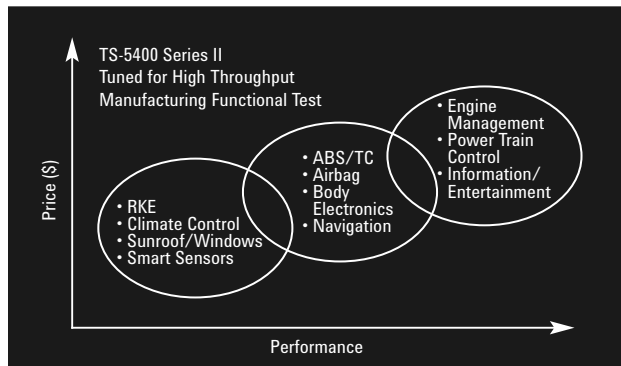 TS-5400 Series II
Tuned for High Throughput
Manufacturing Functional Test
Price ($)
• RKE
• Climate Control
• Sunroof/Windows
• Smart Sensors
• ABS/TC
• Airbag
• Body
Electronics
• Navigation
• Engine
Management
• Power Train
Control
• Information/
Entertainment
Performance